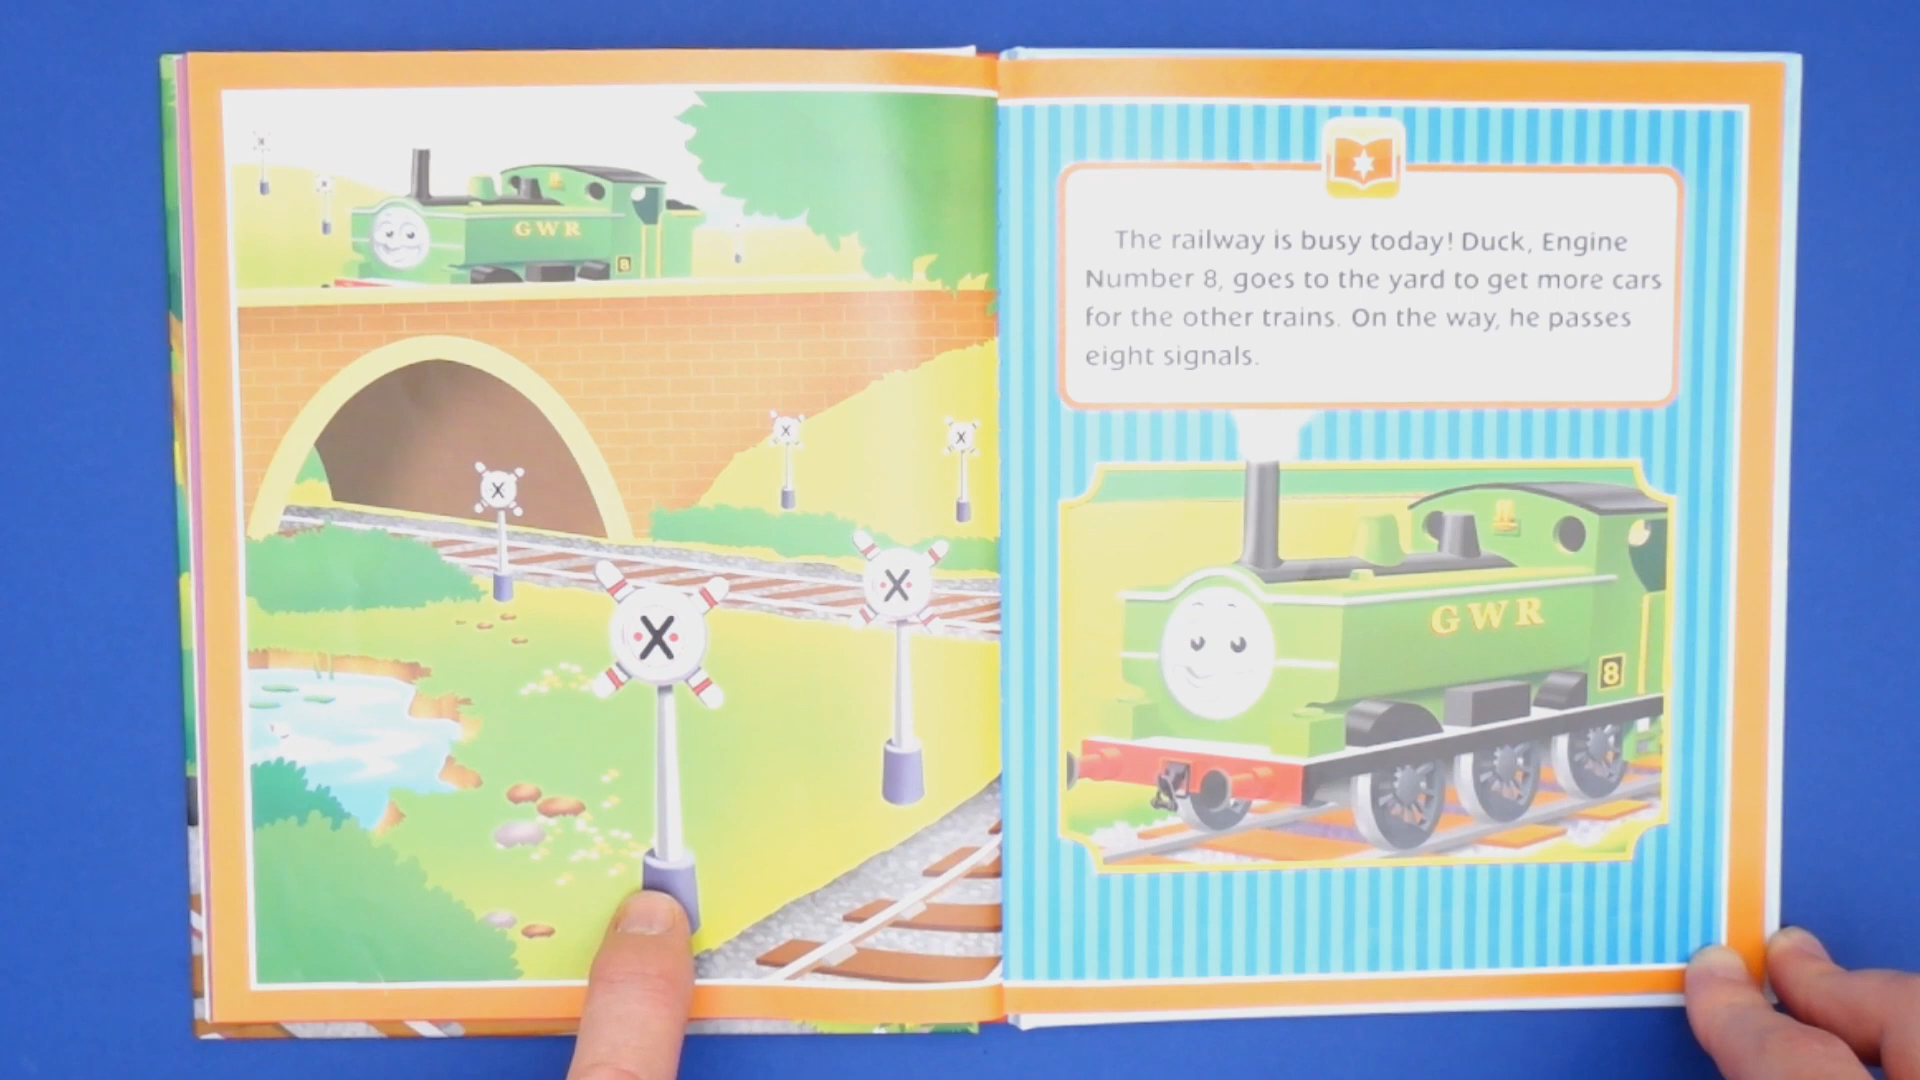 GWR
8
X
X
X
X
X
X
X
The railway is busy today! Duck, Engine
Number 8, goes to the yard to get more cars
for the other trains. On the way, he passes
eight signals.
GWR
8